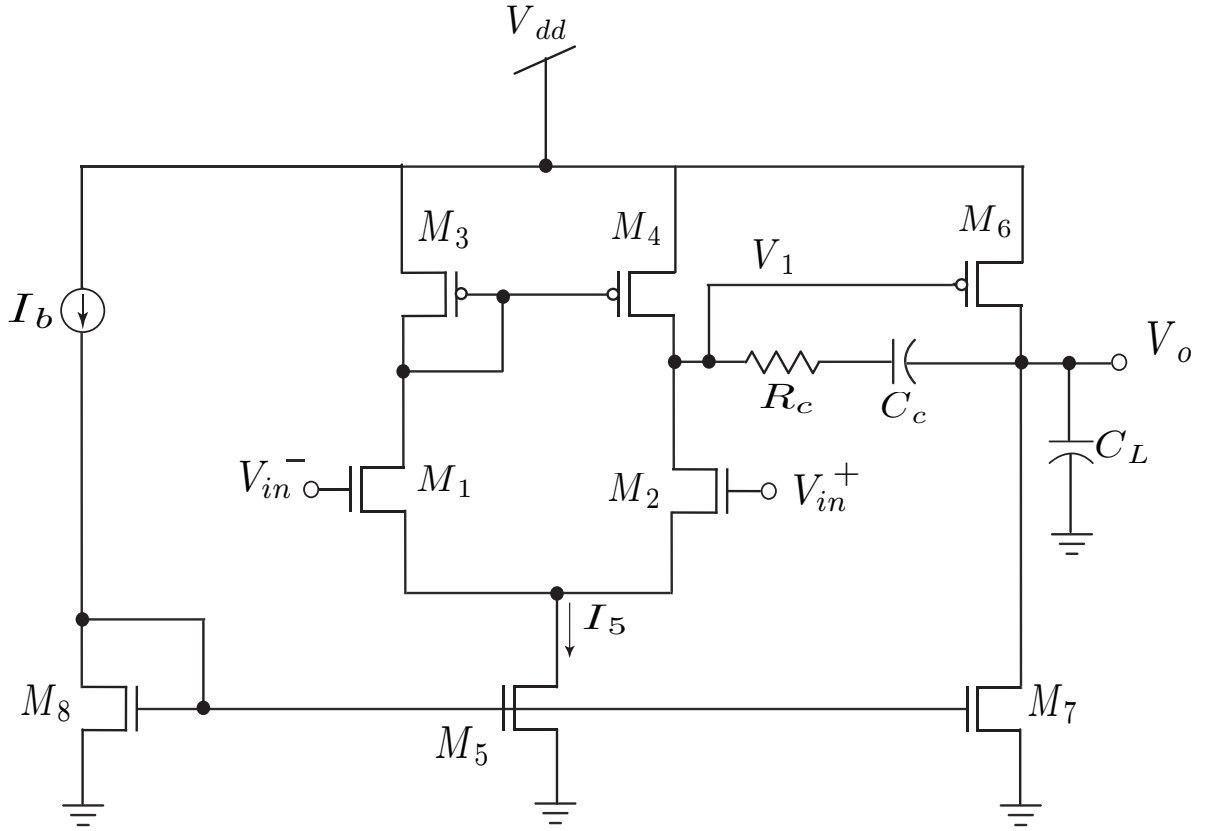 V_dd
M_3
M_4
M_6
V_1
I_b
V_o
R_c
C_c
C_L
V_in^-
M_1
M_2
V_in^+
I_5
M_8
M_5
M_7